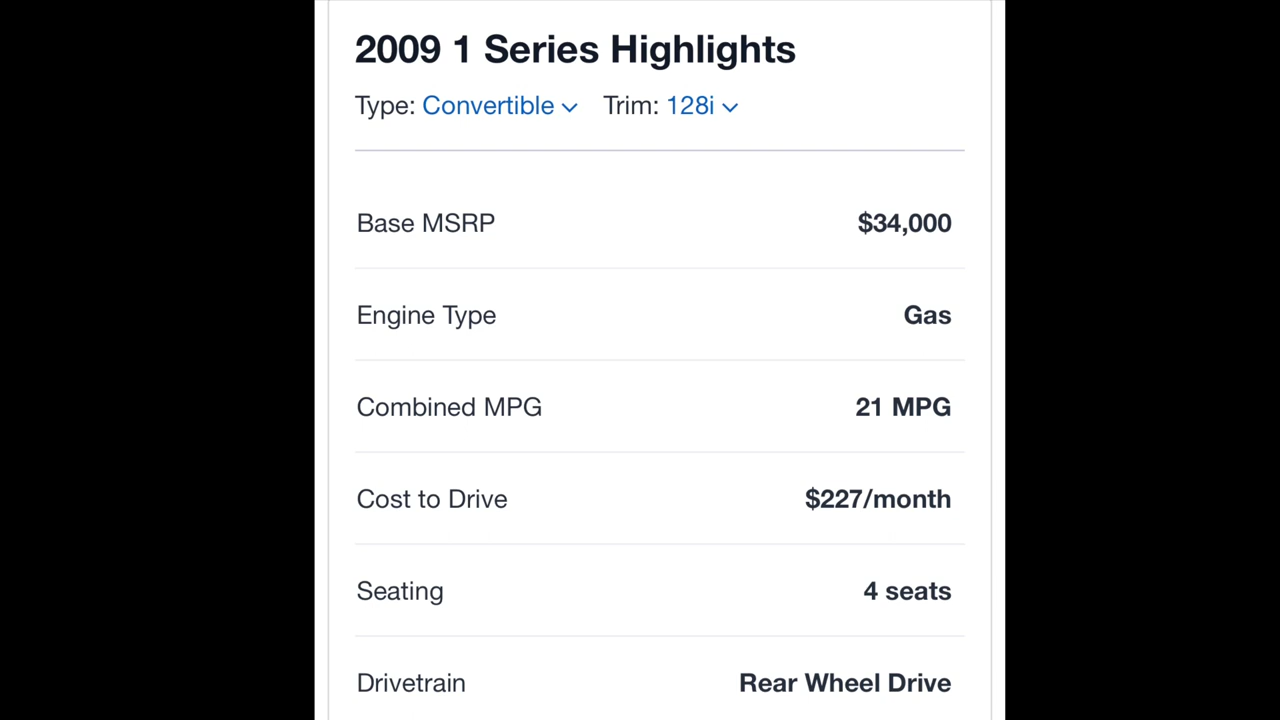 2009 1 Series Highlights
Type: Convertible Trim: 128i
Base MSRP $34,000
Engine Type Gas
Combined MPG 21 MPG
Cost to Drive $227/month
Seating 4 seats
Drivetrain Rear Wheel Drive